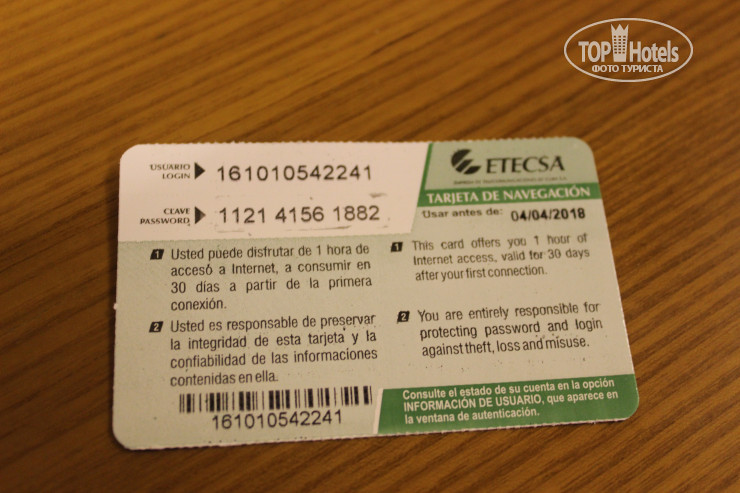 TOP Hotels
ФОТО ТУРИСТА
USUARIO
LOGIN
161010542241
CLAVE
PASSWORD
1121 4156 1882
ETECSA
TARJETA DE NAVEGACIÓN
Usar antes de: 04/04/2018
1 Usted puede disfrutar de 1 hora de
acceso a Internet, a consumir en
30 días a partir de la primera
conexión.
2 Usted es responsable de preservar
la integridad de esta tarjeta y la
confiabilidad de las informaciones
contenidas en ella.
161010542241
1 This card offers you 1 hour of
Internet access, valid for 30 days
after your first connection.
2 You are entirely responsible for
protecting password and login
against theft, loss and misuse.
Consulte el estado de su cuenta en la opción
INFORMACIÓN DE USUARIO, que aparece en
la ventana de autenticación.